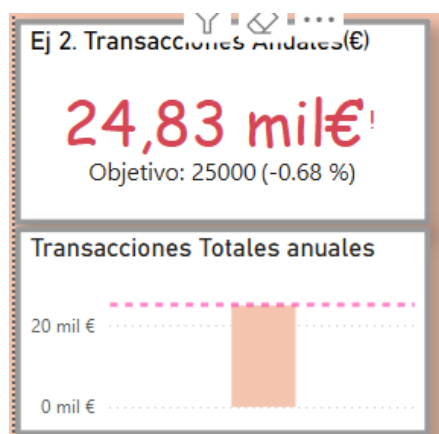 Ej 2. Transacciones Anuales(€)
24,83 mil€!
Objetivo: 25000 (-0.68 %)
Transacciones Totales anuales
20 mil €
0 mil €